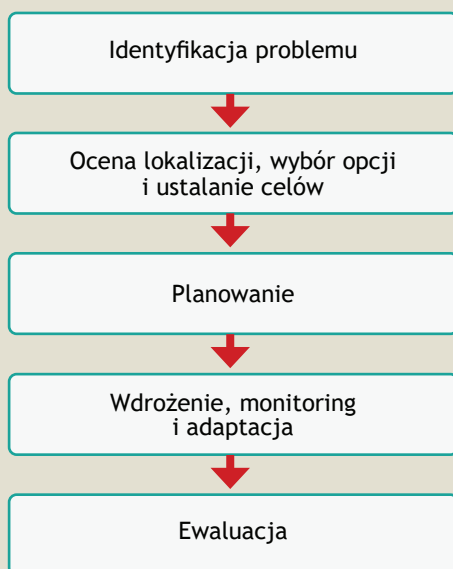 Identyfikacja problemu
Ocena lokalizacji, wybór opcji
i ustalanie celów
Planowanie
Wdrożenie, monitoring
i adaptacja
Ewaluacja